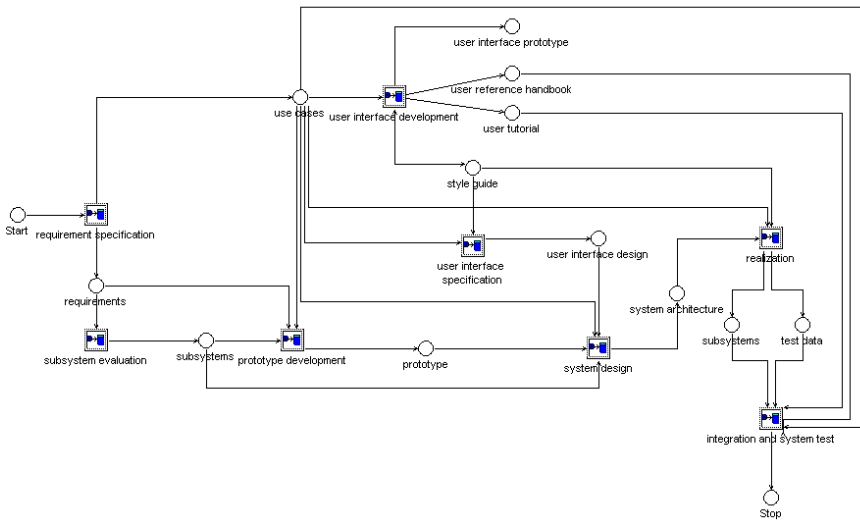 user interface prototype
user reference handbook
use cases
user interface development
user tutorial
style guide
Start
requirement specification
user interface
specification
user interface design
realization
requirements
system architecture
subsystem evaluation
subsystems
prototype development
prototype
system design
subsystems
test data
integration and system test
Stop